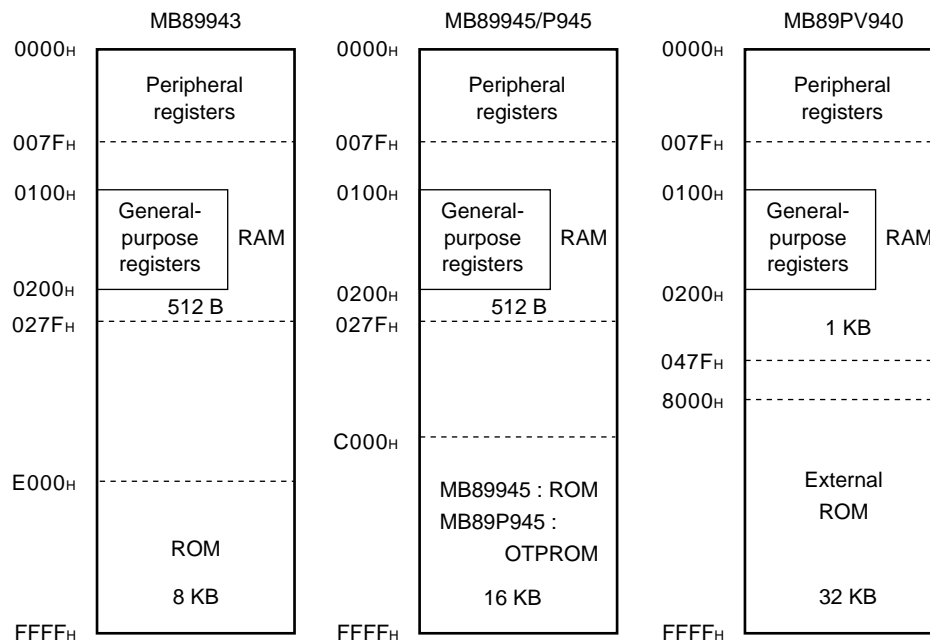 MB89943
0000H
Peripheral
registers
007FH
0100H
General-
purpose
registers
RAM
0200H
512 B
027FH
E000H
ROM
8 KB
FFFFH
MB89945/P945
0000H
Peripheral
registers
007FH
0100H
General-
purpose
registers
RAM
0200H
512 B
027FH
C000H
MB89945 : ROM
MB89P945 :
OTPROM
16 KB
FFFFH
MB89PV940
0000H
Peripheral
registers
007FH
0100H
General-
purpose
registers
RAM
0200H
1 KB
047FH
8000H
External
ROM
32 KB
FFFFH